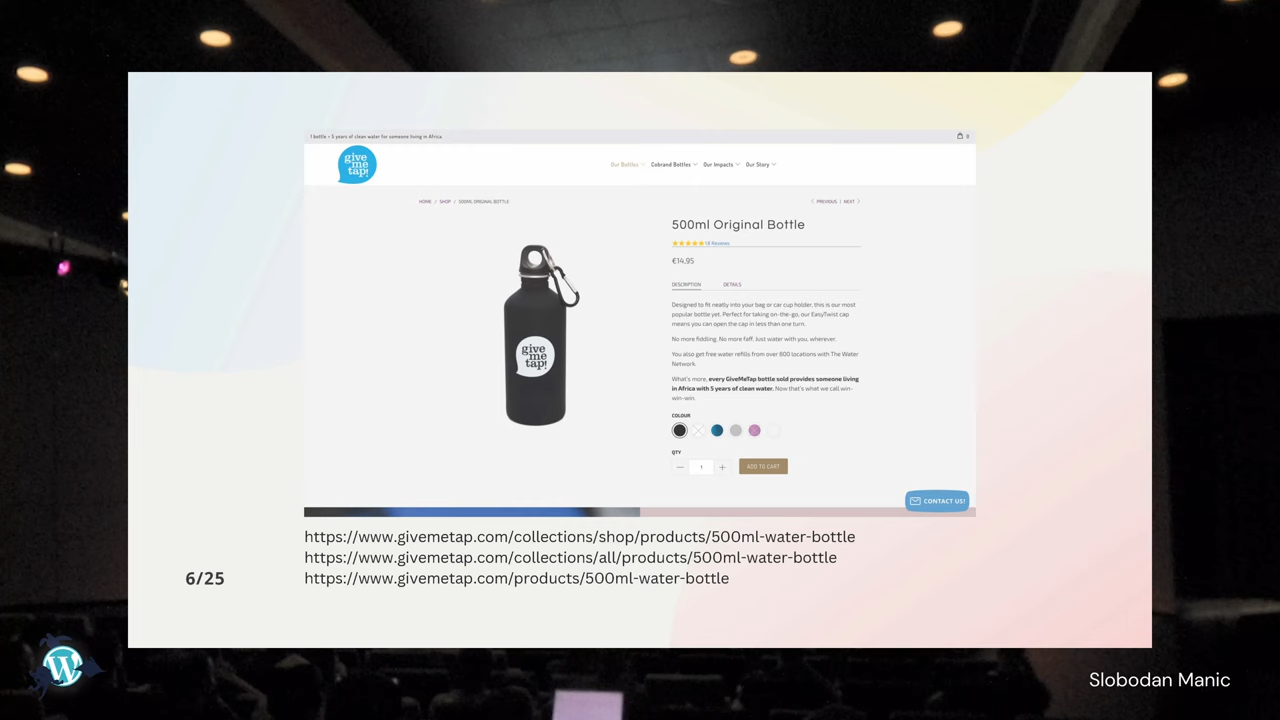 1 bottle = 5 years of clean water for someone living in Africa.
0
give
me
tap!
Our Bottles
Cobrand Bottles
Our Impacts
Our Story
HOME / SHOP / 500ML ORIGINAL BOTTLE
PREVIOUS | NEXT
500ml Original Bottle
18 Reviews
€14.95
DESCRIPTION
DETAILS
Designed to fit neatly into your bag or car cup holder, this is our most
popular bottle yet. Perfect for taking on-the-go, our EasyTwist cap
means you can open the cap in less than one turn.
No more fiddling. No more faff. Just water with you, wherever.
You also get free water refills from over 800 locations with The Water
Network.
What's more, every GiveMeTap bottle sold provides someone living
in Africa with 5 years of clean water. Now that's what we call win-
win-win.
give
me
tap!
COLOUR
QTY
1
ADD TO CART
CONTACT US!
https://www.givemetap.com/collections/shop/products/500ml-water-bottle
https://www.givemetap.com/collections/all/products/500ml-water-bottle
https://www.givemetap.com/products/500ml-water-bottle
6/25
W
Slobodan Manic